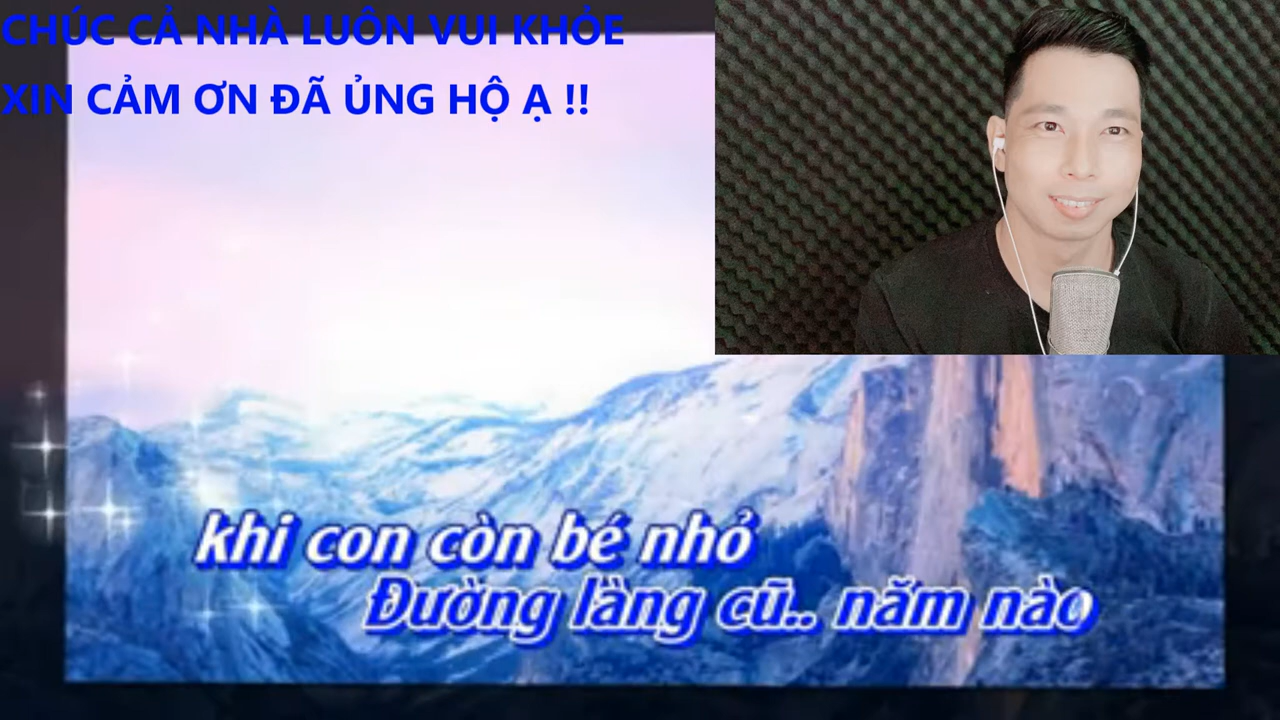 CHÚC CẢ NHÀ LUÔN VUI KHỎE
XIN CẢM ƠN ĐÃ ỦNG HỘ Ạ !!
khi con còn bé nhỏ
Đường làng cũ.. năm nào